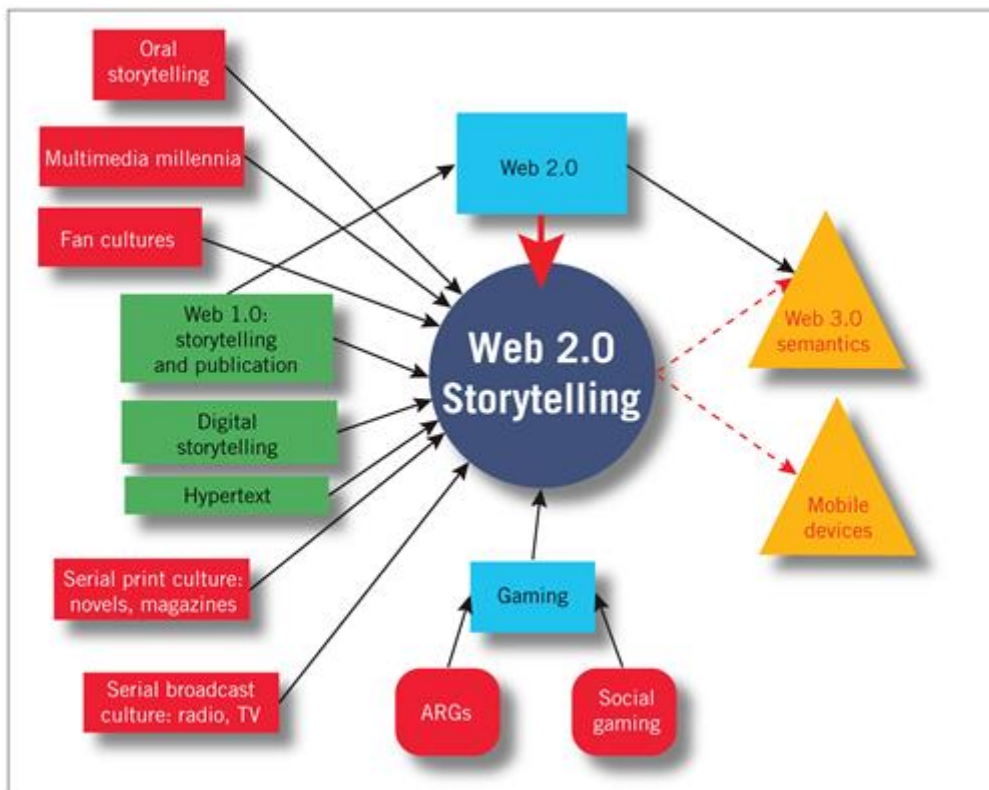 Oral
storytelling
Multimedia millennia
Fan cultures
Web 1.0:
storytelling
and publication
Digital
storytelling
Hypertext
Serial print culture:
novels, magazines
Serial broadcast
culture: radio, TV
Web 2.0
Web 2.0
Storytelling
Gaming
ARGs
Social
gaming
Web 3.0
semantics
Mobile
devices